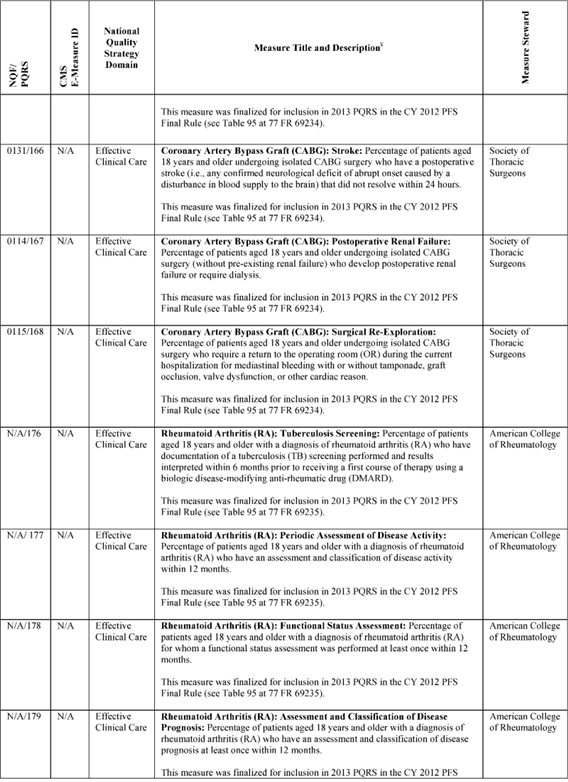 NQF/
PQRS
CMS
E-Measure ID
National
Quality
Strategy
Domain
Measure Title and Description¥
Measure Steward
This measure was finalized for inclusion in 2013 PQRS in the CY 2012 PFS
Final Rule (see Table 95 at 77 FR 69234).
0131/166
N/A
Effective
Clinical Care
Coronary Artery Bypass Graft (CABG): Stroke: Percentage of patients aged
18 years and older undergoing isolated CABG surgery who have a postoperative
stroke (i.e., any confirmed neurological deficit of abrupt onset caused by a
disturbance in blood supply to the brain) that did not resolve within 24 hours.
This measure was finalized for inclusion in 2013 PQRS in the CY 2012 PFS
Final Rule (see Table 95 at 77 FR 69234).
Society of
Thoracic
Surgeons
0114/167
N/A
Effective
Clinical Care
Coronary Artery Bypass Graft (CABG): Postoperative Renal Failure:
Percentage of patients aged 18 years and older undergoing isolated CABG
surgery (without pre-existing renal failure) who develop postoperative renal
failure or require dialysis.
This measure was finalized for inclusion in 2013 PQRS in the CY 2012 PFS
Final Rule (see Table 95 at 77 FR 69234).
Society of
Thoracic
Surgeons
0115/168
N/A
Effective
Clinical Care
Coronary Artery Bypass Graft (CABG): Surgical Re-Exploration:
Percentage of patients aged 18 years and older undergoing isolated CABG
surgery who require a return to the operating room (OR) during the current
hospitalization for mediastinal bleeding with or without tamponade, graft
occlusion, valve dysfunction, or other cardiac reason.
This measure was finalized for inclusion in 2013 PQRS in the CY 2012 PFS
Final Rule (see Table 95 at 77 FR 69234).
Society of
Thoracic
Surgeons
N/A/176
N/A
Effective
Clinical Care
Rheumatoid Arthritis (RA): Tuberculosis Screening: Percentage of patients
aged 18 years and older with a diagnosis of rheumatoid arthritis (RA) who have
documentation of a tuberculosis (TB) screening performed and results
interpreted within 6 months prior to receiving a first course of therapy using a
biologic disease-modifying anti-rheumatic drug (DMARD).
This measure was finalized for inclusion in 2013 PQRS in the CY 2012 PFS
Final Rule (see Table 95 at 77 FR 69235).
American College
of Rheumatology
N/A/ 177
N/A
Effective
Clinical Care
Rheumatoid Arthritis (RA): Periodic Assessment of Disease Activity:
Percentage of patients aged 18 years and older with a diagnosis of rheumatoid
arthritis (RA) who have an assessment and classification of disease activity
within 12 months.
This measure was finalized for inclusion in 2013 PQRS in the CY 2012 PFS
Final Rule (see Table 95 at 77 FR 69235).
American College
of Rheumatology
N/A/178
N/A
Effective
Clinical Care
Rheumatoid Arthritis (RA): Functional Status Assessment: Percentage of
patients aged 18 years and older with a diagnosis of rheumatoid arthritis (RA)
for whom a functional status assessment was performed at least once within 12
months.
This measure was finalized for inclusion in 2013 PQRS in the CY 2012 PFS
Final Rule (see Table 95 at 77 FR 69235).
American College
of Rheumatology
N/A/179
N/A
Effective
Clinical Care
Rheumatoid Arthritis (RA): Assessment and Classification of Disease
Prognosis: Percentage of patients aged 18 years and older with a diagnosis of
rheumatoid arthritis (RA) who have an assessment and classification of disease
prognosis at least once within 12 months.
This measure was finalized for inclusion in 2013 PQRS in the CY 2012 PFS
American College
of Rheumatology